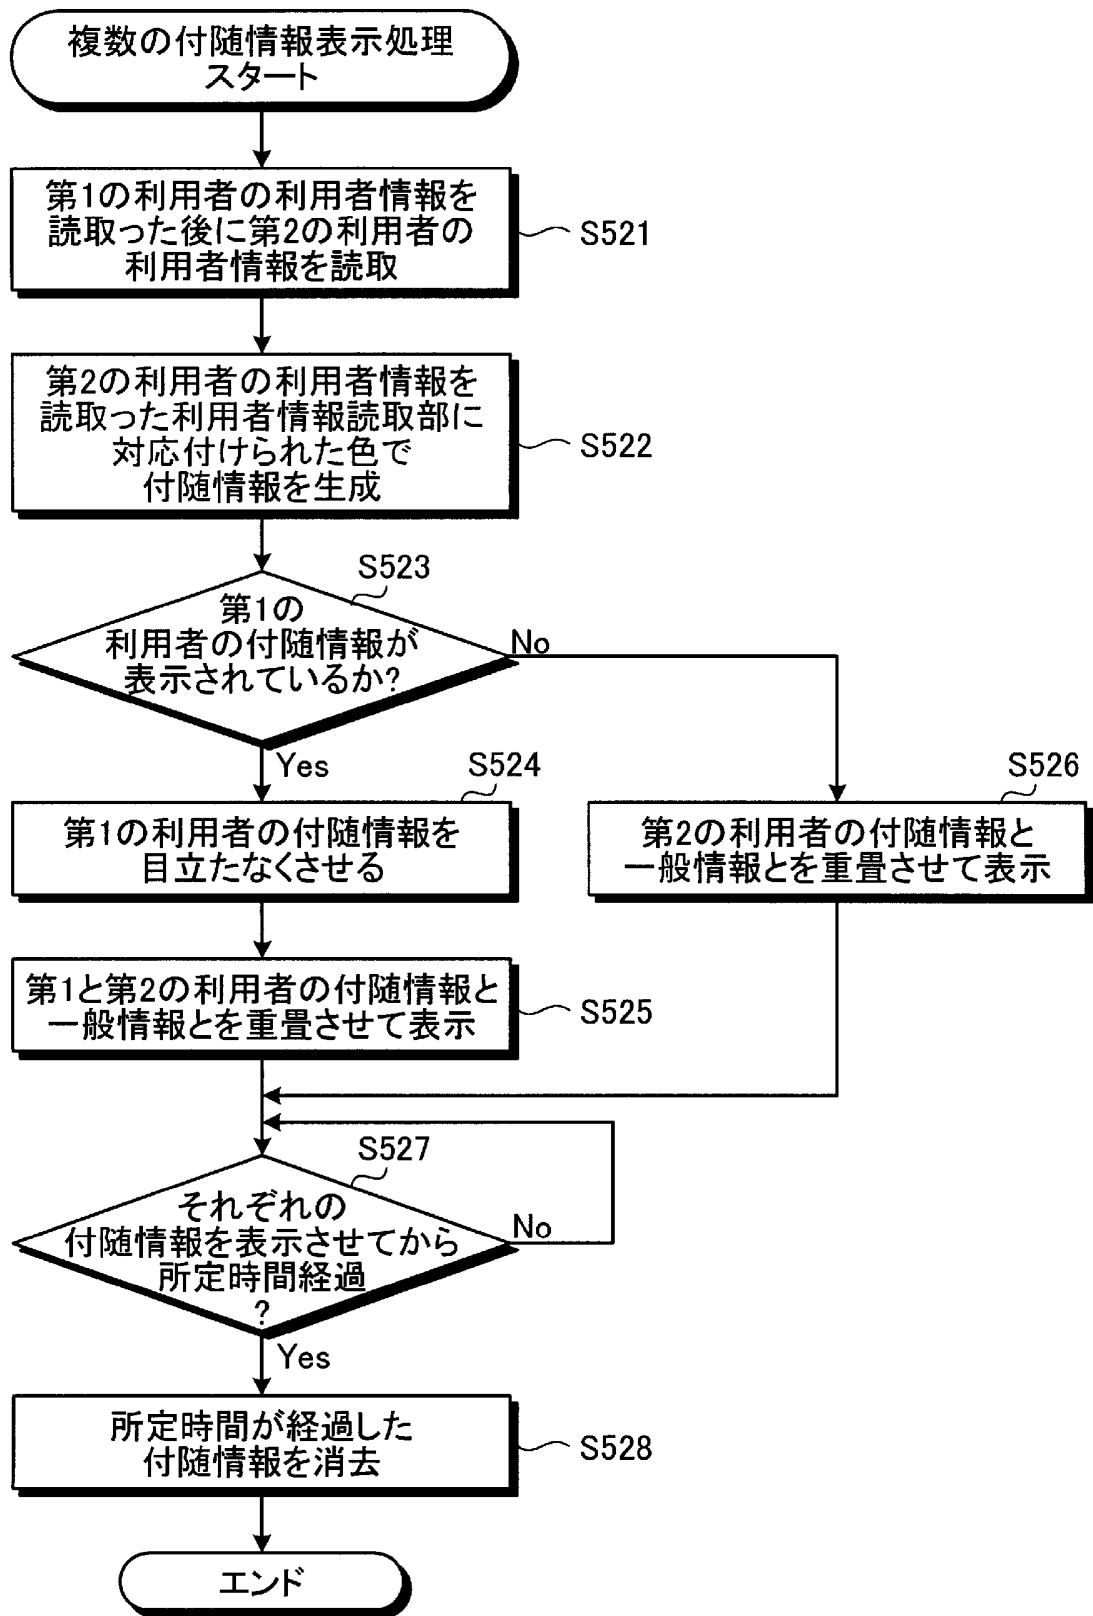 複数の付随情報表示処理
スタート
第1の利用者の利用者情報を
読取った後に第2の利用者の
利用者情報を読取
S521
第2の利用者の利用者情報を
読取った利用者情報読取部に
対応付けられた色で
付随情報を生成
S522
S523
第1の
利用者の付随情報が
表示されているか?
No
Yes
S524
第1の利用者の付随情報を
目立たなくさせる
S526
第2の利用者の付随情報と
一般情報とを重畳させて表示
第1と第2の利用者の付随情報と
一般情報とを重畳させて表示
S525
S527
それぞれの
付随情報を表示させてから
所定時間経過
?
No
Yes
所定時間が経過した
付随情報を消去
S528
エンド